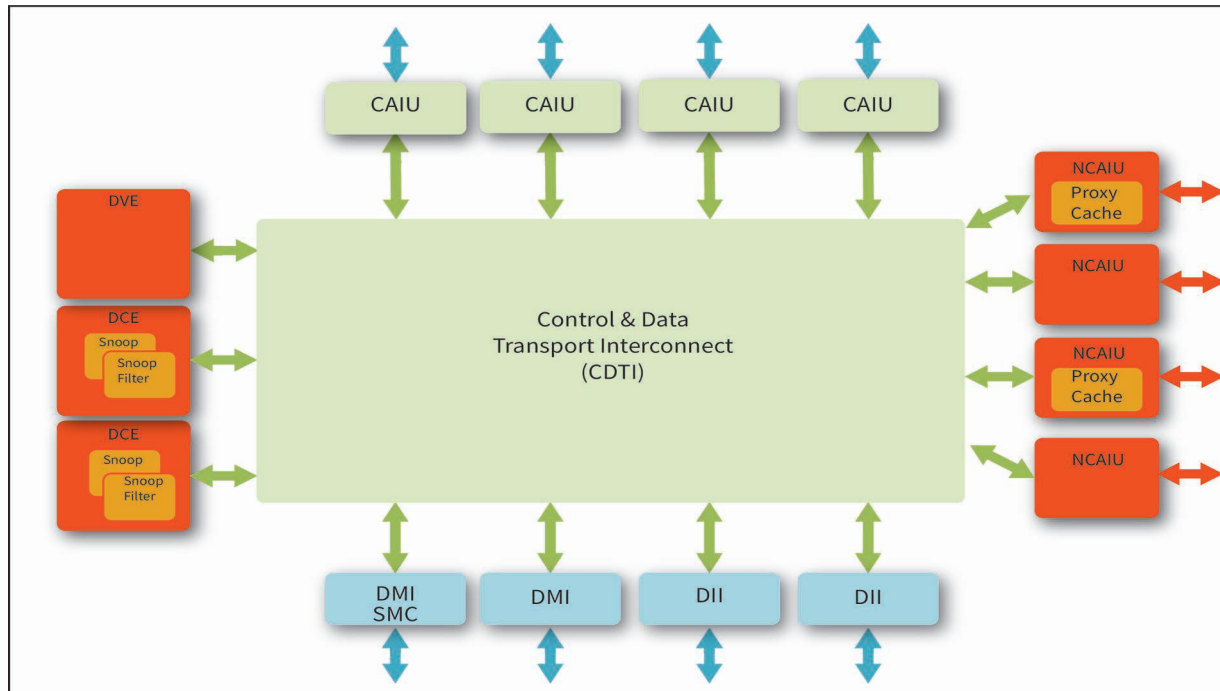 CAIU
CAIU
CAIU
CAIU
DVE
DCE
Snoop
Snoop
Filter
DCE
Snoop
Snoop
Filter
Control & Data
Transport Interconnect
(CDTI)
NCAIU
Proxy
Cache
NCAIU
NCAIU
Proxy
Cache
NCAIU
DMI
SMC
DMI
DII
DII